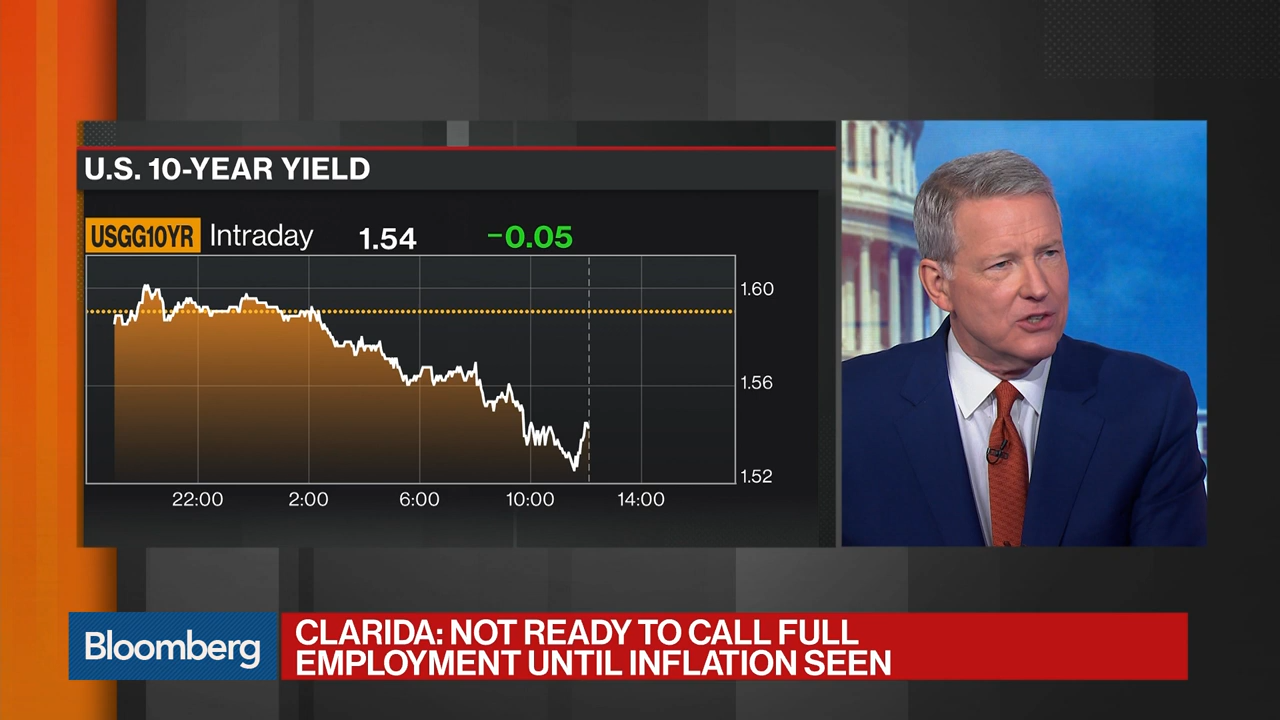 U.S. 10-YEAR YIELD
USGG10YR Intraday 1.54 -0.05
1.60
1.56
1.52
22:00 2:00 6:00 10:00 14:00
Bloomberg
CLARIDA: NOT READY TO CALL FULL
EMPLOYMENT UNTIL INFLATION SEEN